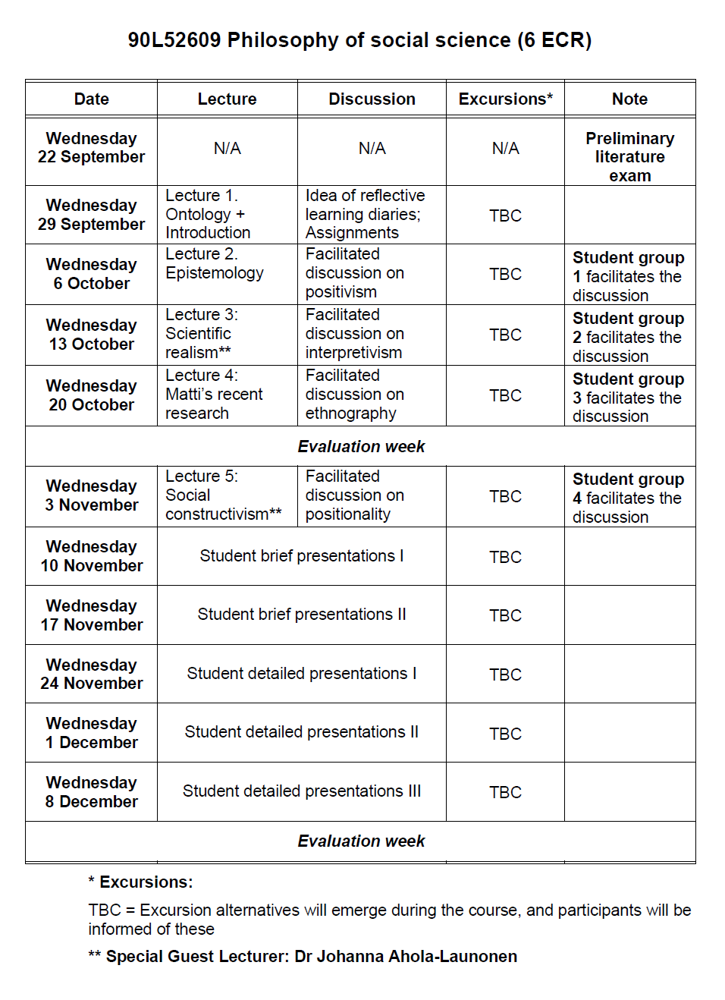 90L52609 Philosophy of social science (6 ECR)
Date Lecture Discussion Excursions* Note
Wednesday
22 September
N/A
N/A
N/A
Preliminary
literature
exam
Wednesday
29 September
Lecture 1.
Ontology +
Introduction
Idea of reflective
learning diaries;
Assignments
TBC
Wednesday
6 October
Lecture 2.
Epistemology
Facilitated
discussion on
positivism
TBC
Student group
1 facilitates the
discussion
Wednesday
13 October
Lecture 3:
Scientific
realism**
Facilitated
discussion on
interpretivism
TBC
Student group
2 facilitates the
discussion
Wednesday
20 October
Lecture 4:
Matti's recent
research
Facilitated
discussion on
ethnography
TBC
Student group
3 facilitates the
discussion
Evaluation week
Wednesday
3 November
Lecture 5:
Social
constructivism**
Facilitated
discussion on
positionality
TBC
Student group
4 facilitates the
discussion
Wednesday
10 November
Student brief presentations I
TBC
Wednesday
17 November
Student brief presentations II
TBC
Wednesday
24 November
Student detailed presentations I
TBC
Wednesday
1 December
Student detailed presentations II
TBC
Wednesday
8 December
Student detailed presentations III
TBC
Evaluation week
* Excursions:
TBC = Excursion alternatives will emerge during the course, and participants will be
informed of these
** Special Guest Lecturer: Dr Johanna Ahola-Launonen